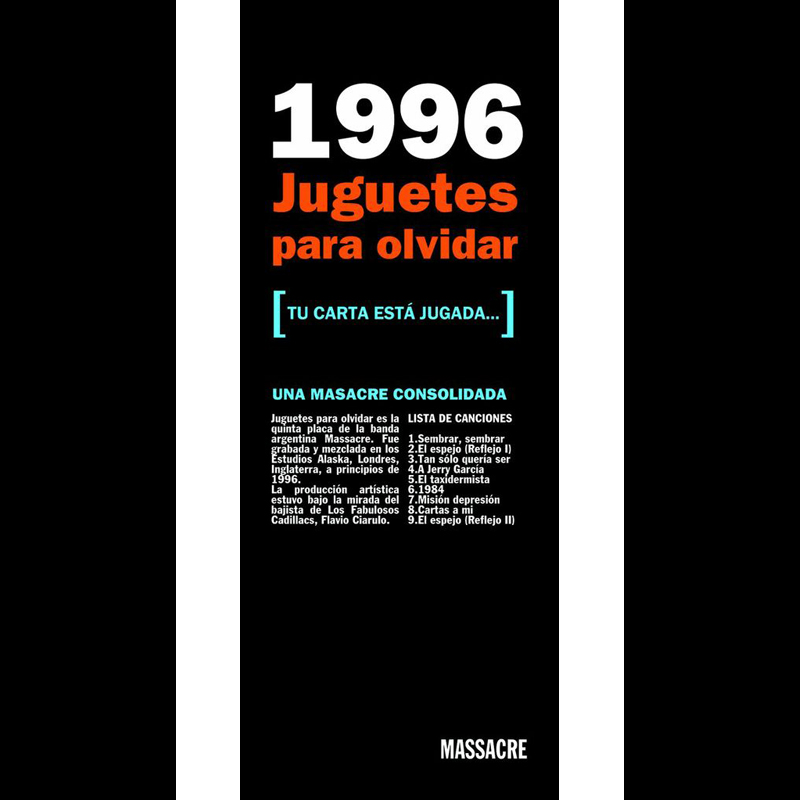 1996
Juguetes
para olvidar
[TU CARTA ESTÁ JUGADA...]
UNA MASACRE CONSOLIDADA
Juguetes para olvidar es la
quinta placa de la banda
argentina Massacre. Fue
grabada y mezclada en los
Estudios Alaska, Londres,
Inglaterra, a principios de
1996.
La producción artística
estuvo bajo la mirada del
bajista de Los Fabulosos
Cadillacs, Flavio Ciarulo.
LISTA DE CANCIONES
1.Sembrar, sembrar
2.El espejo (Reflejo I)
3.Tan sólo quería ser
4.A Jerry García
5.El taxidermista
6.1984
7.Misión depresión
8.Cartas a mi
9.El espejo (Reflejo II)
MASSACRE